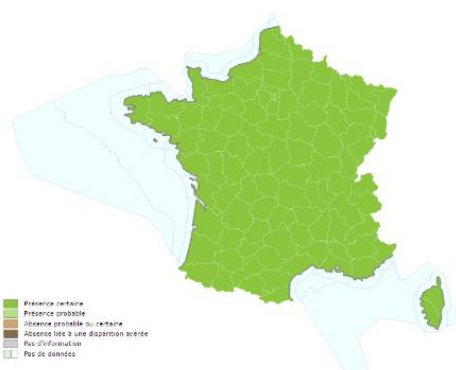 Présence certaine
Présence probable
Absence probable ou certaine
Absence liée à une disparition avérée
Pas d'information
Pas de données